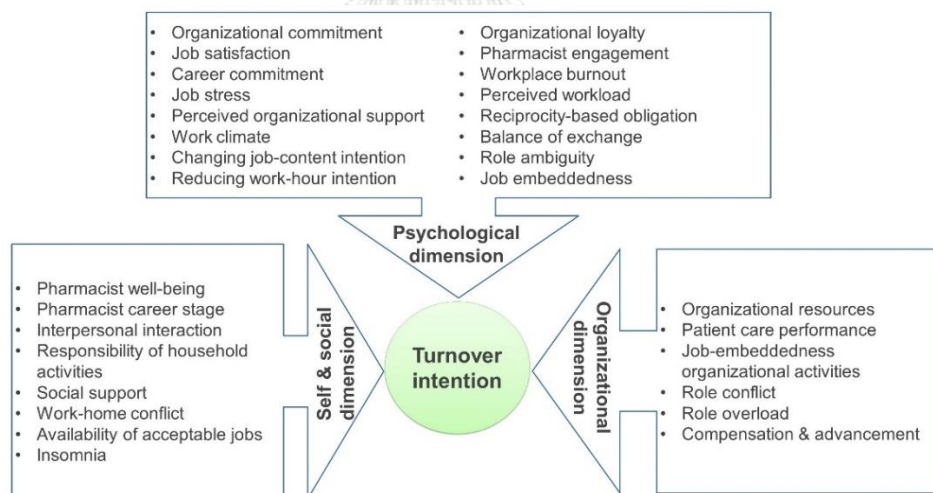 • Organizational commitment
• Job satisfaction
• Career commitment
• Job stress
• Perceived organizational support
• Work climate
• Changing job-content intention
• Reducing work-hour intention
• Organizational loyalty
• Pharmacist engagement
• Workplace burnout
• Perceived workload
• Reciprocity-based obligation
• Balance of exchange
• Role ambiguity
• Job embeddedness
Psychological
dimension
• Pharmacist well-being
• Pharmacist career stage
• Interpersonal interaction
• Responsibility of household
activities
• Social support
• Work-home conflict
• Availability of acceptable jobs
• Insomnia
Self & social
dimension
Turnover
intention
Organizational
dimension
• Organizational resources
• Patient care performance
• Job-embeddedness
organizational activities
• Role conflict
• Role overload
• Compensation & advancement